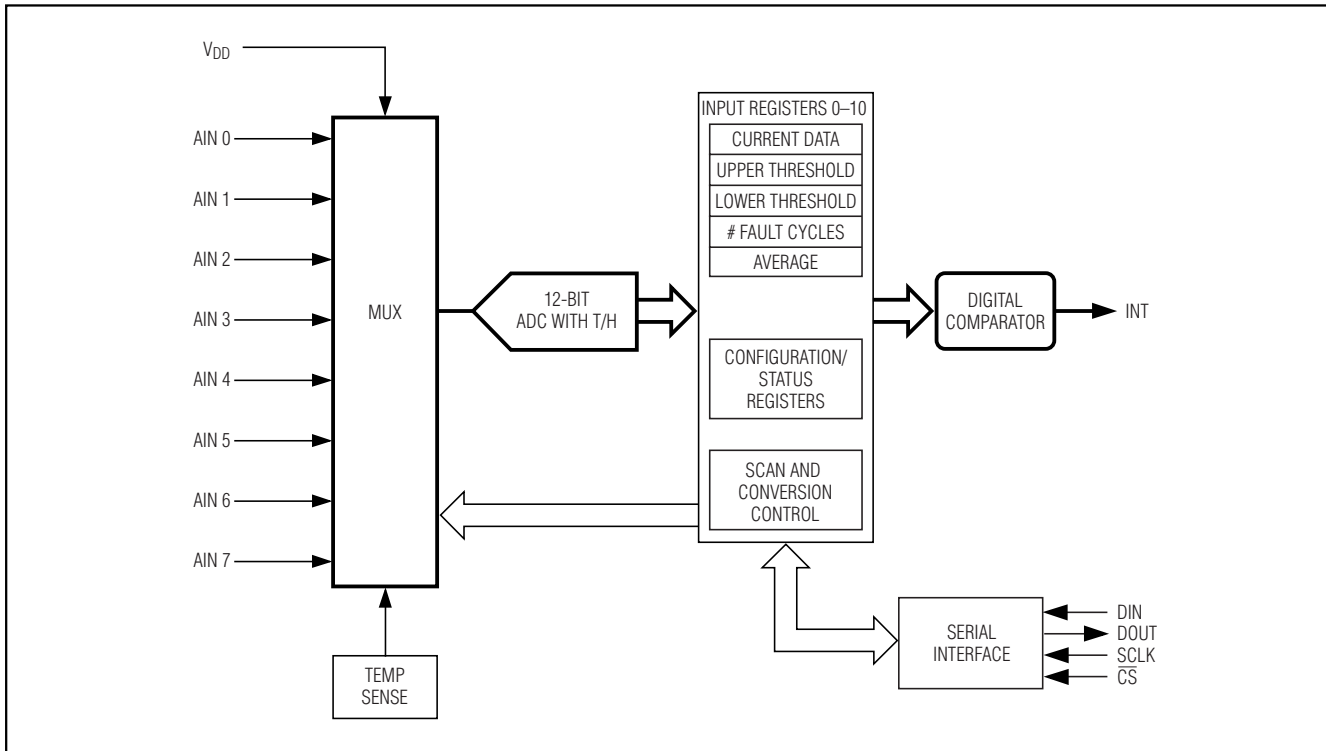 VDD
AIN 0
AIN 1
AIN 2
AIN 3
AIN 4
AIN 5
AIN 6
AIN 7
MUX
TEMP
SENSE
12-BIT
ADC WITH T/H
INPUT REGISTERS 0–10
CURRENT DATA
UPPER THRESHOLD
LOWER THRESHOLD
# FAULT CYCLES
AVERAGE
CONFIGURATION/
STATUS
REGISTERS
SCAN AND
CONVERSION
CONTROL
DIGITAL
COMPARATOR
INT
SERIAL
INTERFACE
DIN
DOUT
SCLK
C̅S̅